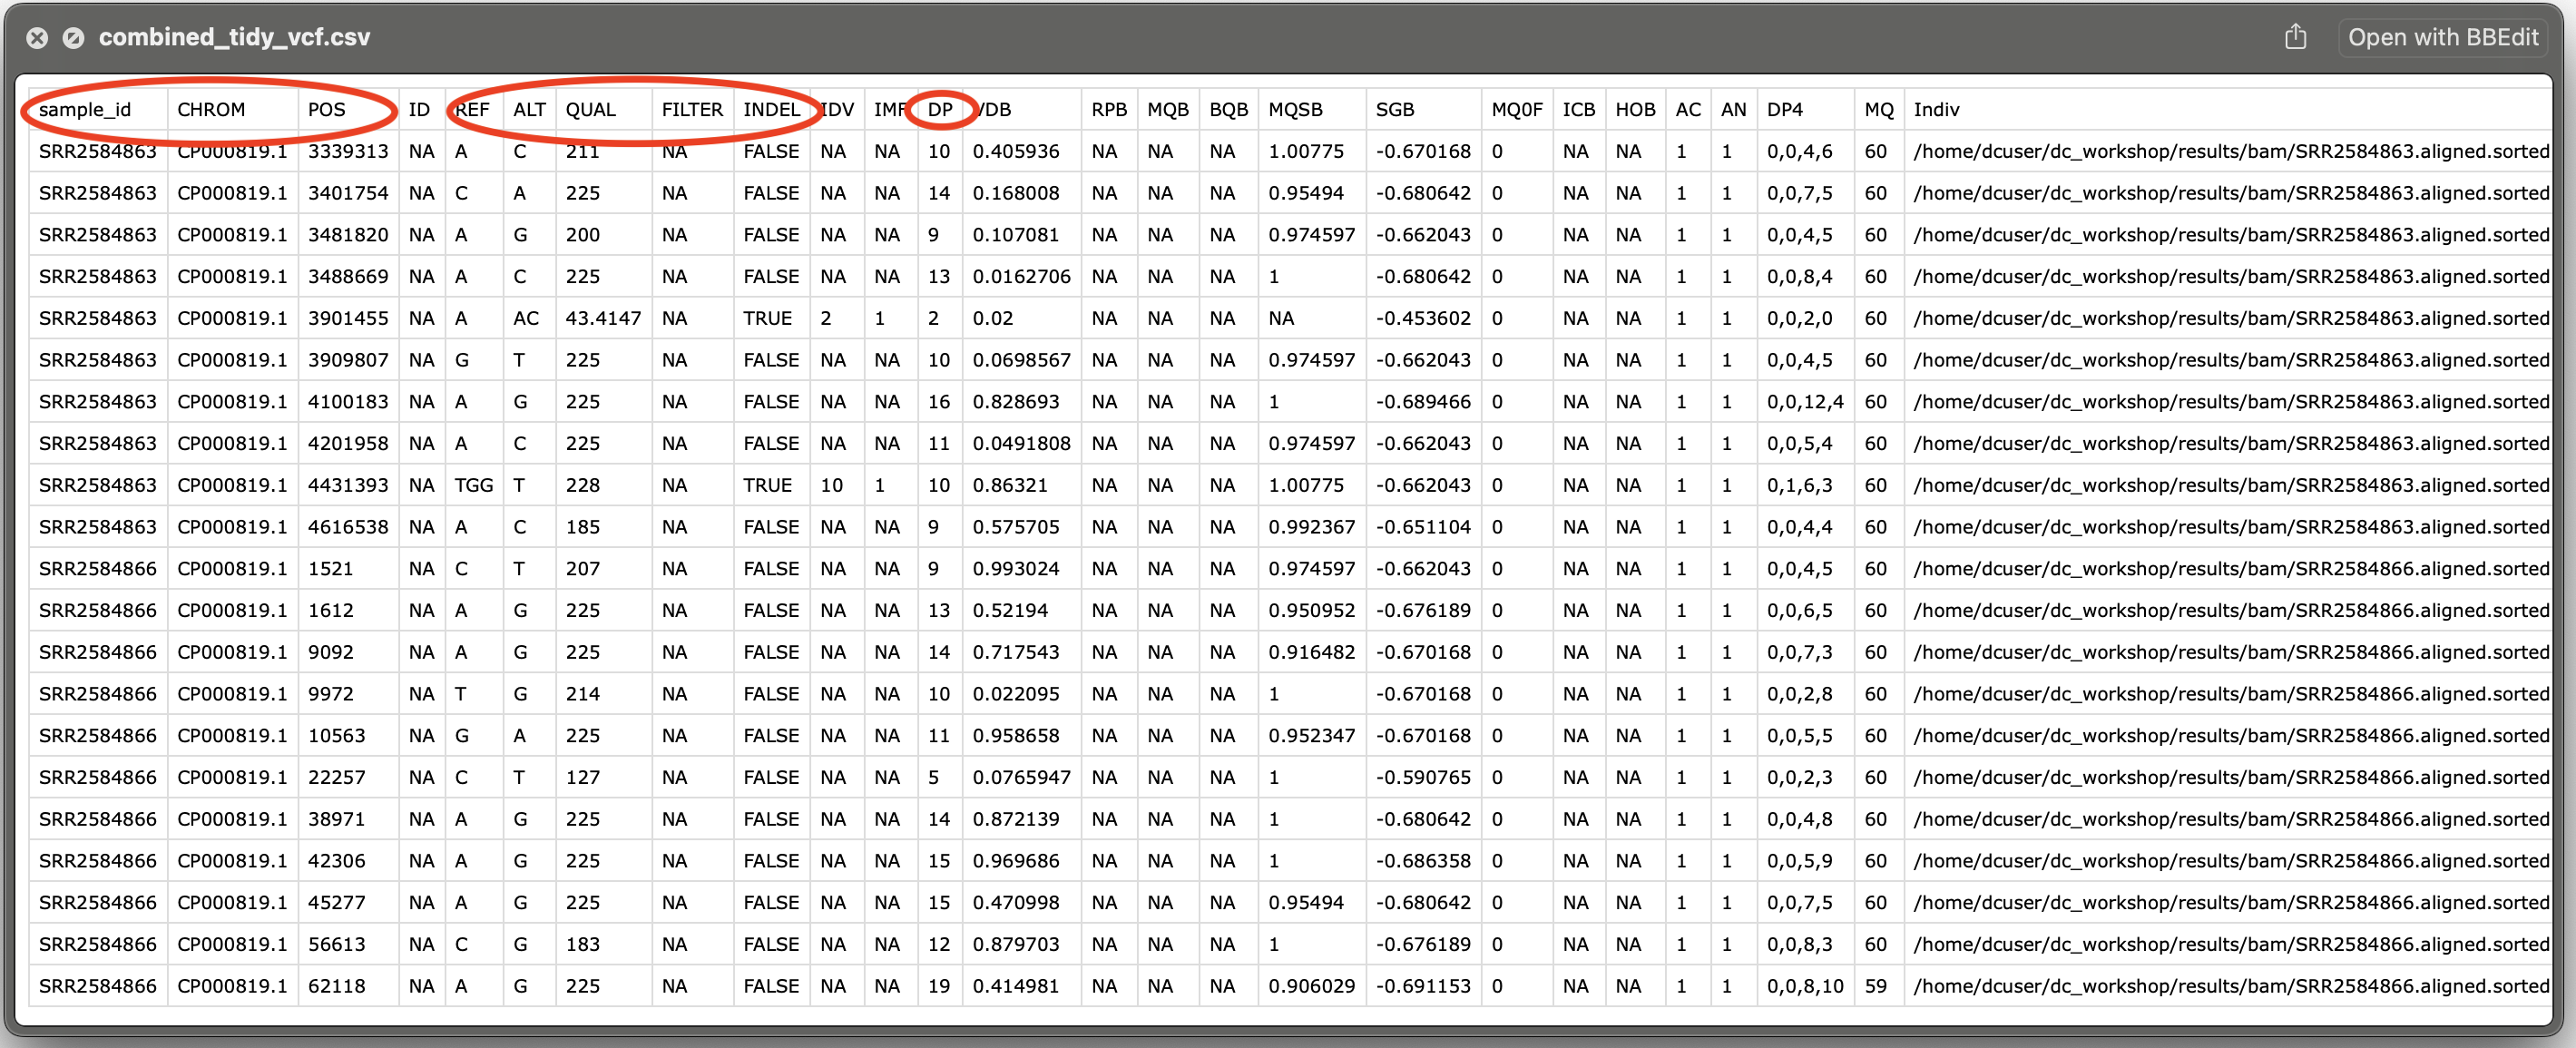 combined_tidy_vcf.csv Open with BBEdit
sample_id CHROM POS ID REF ALT QUAL FILTER INDEL IDV IMF DP VDB RPB MQB BQB MQSB SGB MQ0F ICB HOB AC AN DP4 MQ Indiv
SRR2584863 CP000819.1 3339313 NA A C 211 NA FALSE NA NA 10 0.405936 NA NA NA 1.00775 -0.670168 0 NA NA 1 1 0,0,4,6 60 /home/dcuser/dc_workshop/results/bam/SRR2584863.aligned.sorted
SRR2584863 CP000819.1 3401754 NA C A 225 NA FALSE NA NA 14 0.168008 NA NA NA 0.95494 -0.680642 0 NA NA 1 1 0,0,7,5 60 /home/dcuser/dc_workshop/results/bam/SRR2584863.aligned.sorted
SRR2584863 CP000819.1 3481820 NA A G 200 NA FALSE NA NA 9 0.107081 NA NA NA 0.974597 -0.662043 0 NA NA 1 1 0,0,4,5 60 /home/dcuser/dc_workshop/results/bam/SRR2584863.aligned.sorted
SRR2584863 CP000819.1 3488669 NA A C 225 NA FALSE NA NA 13 0.0162706 NA NA NA 1 -0.680642 0 NA NA 1 1 0,0,8,4 60 /home/dcuser/dc_workshop/results/bam/SRR2584863.aligned.sorted
SRR2584863 CP000819.1 3901455 NA A AC 43.4147 NA TRUE 2 1 2 0.02 NA NA NA NA -0.453602 0 NA NA 1 1 0,0,2,0 60 /home/dcuser/dc_workshop/results/bam/SRR2584863.aligned.sorted
SRR2584863 CP000819.1 3909807 NA G T 225 NA FALSE NA NA 10 0.0698567 NA NA NA 0.974597 -0.662043 0 NA NA 1 1 0,0,4,5 60 /home/dcuser/dc_workshop/results/bam/SRR2584863.aligned.sorted
SRR2584863 CP000819.1 4100183 NA A G 225 NA FALSE NA NA 16 0.828693 NA NA NA 1 -0.689466 0 NA NA 1 1 0,0,12,4 60 /home/dcuser/dc_workshop/results/bam/SRR2584863.aligned.sorted
SRR2584863 CP000819.1 4201958 NA A C 225 NA FALSE NA NA 11 0.0491808 NA NA NA 0.974597 -0.662043 0 NA NA 1 1 0,0,5,4 60 /home/dcuser/dc_workshop/results/bam/SRR2584863.aligned.sorted
SRR2584863 CP000819.1 4431393 NA TGG T 228 NA TRUE 10 1 10 0.86321 NA NA NA 1.00775 -0.662043 0 NA NA 1 1 0,1,6,3 60 /home/dcuser/dc_workshop/results/bam/SRR2584863.aligned.sorted
SRR2584863 CP000819.1 4616538 NA A C 185 NA FALSE NA NA 9 0.575705 NA NA NA 0.992367 -0.651104 0 NA NA 1 1 0,0,4,4 60 /home/dcuser/dc_workshop/results/bam/SRR2584863.aligned.sorted
SRR2584866 CP000819.1 1521 NA C T 207 NA FALSE NA NA 9 0.993024 NA NA NA 0.974597 -0.662043 0 NA NA 1 1 0,0,4,5 60 /home/dcuser/dc_workshop/results/bam/SRR2584866.aligned.sorted
SRR2584866 CP000819.1 1612 NA A G 225 NA FALSE NA NA 13 0.52194 NA NA NA 0.950952 -0.676189 0 NA NA 1 1 0,0,6,5 60 /home/dcuser/dc_workshop/results/bam/SRR2584866.aligned.sorted
SRR2584866 CP000819.1 9092 NA A G 225 NA FALSE NA NA 14 0.717543 NA NA NA 0.916482 -0.670168 0 NA NA 1 1 0,0,7,3 60 /home/dcuser/dc_workshop/results/bam/SRR2584866.aligned.sorted
SRR2584866 CP000819.1 9972 NA T G 214 NA FALSE NA NA 10 0.022095 NA NA NA 1 -0.670168 0 NA NA 1 1 0,0,2,8 60 /home/dcuser/dc_workshop/results/bam/SRR2584866.aligned.sorted
SRR2584866 CP000819.1 10563 NA G A 225 NA FALSE NA NA 11 0.958658 NA NA NA 0.952347 -0.670168 0 NA NA 1 1 0,0,5,5 60 /home/dcuser/dc_workshop/results/bam/SRR2584866.aligned.sorted
SRR2584866 CP000819.1 22257 NA C T 127 NA FALSE NA NA 5 0.0765947 NA NA NA 1 -0.590765 0 NA NA 1 1 0,0,2,3 60 /home/dcuser/dc_workshop/results/bam/SRR2584866.aligned.sorted
SRR2584866 CP000819.1 38971 NA A G 225 NA FALSE NA NA 14 0.872139 NA NA NA 1 -0.680642 0 NA NA 1 1 0,0,4,8 60 /home/dcuser/dc_workshop/results/bam/SRR2584866.aligned.sorted
SRR2584866 CP000819.1 42306 NA A G 225 NA FALSE NA NA 15 0.969686 NA NA NA 1 -0.686358 0 NA NA 1 1 0,0,5,9 60 /home/dcuser/dc_workshop/results/bam/SRR2584866.aligned.sorted
SRR2584866 CP000819.1 45277 NA A G 225 NA FALSE NA NA 15 0.470998 NA NA NA 0.95494 -0.680642 0 NA NA 1 1 0,0,7,5 60 /home/dcuser/dc_workshop/results/bam/SRR2584866.aligned.sorted
SRR2584866 CP000819.1 56613 NA C G 183 NA FALSE NA NA 12 0.879703 NA NA NA 1 -0.676189 0 NA NA 1 1 0,0,8,3 60 /home/dcuser/dc_workshop/results/bam/SRR2584866.aligned.sorted
SRR2584866 CP000819.1 62118 NA A G 225 NA FALSE NA NA 19 0.414981 NA NA NA 0.906029 -0.691153 0 NA NA 1 1 0,0,8,10 59 /home/dcuser/dc_workshop/results/bam/SRR2584866.aligned.sorted